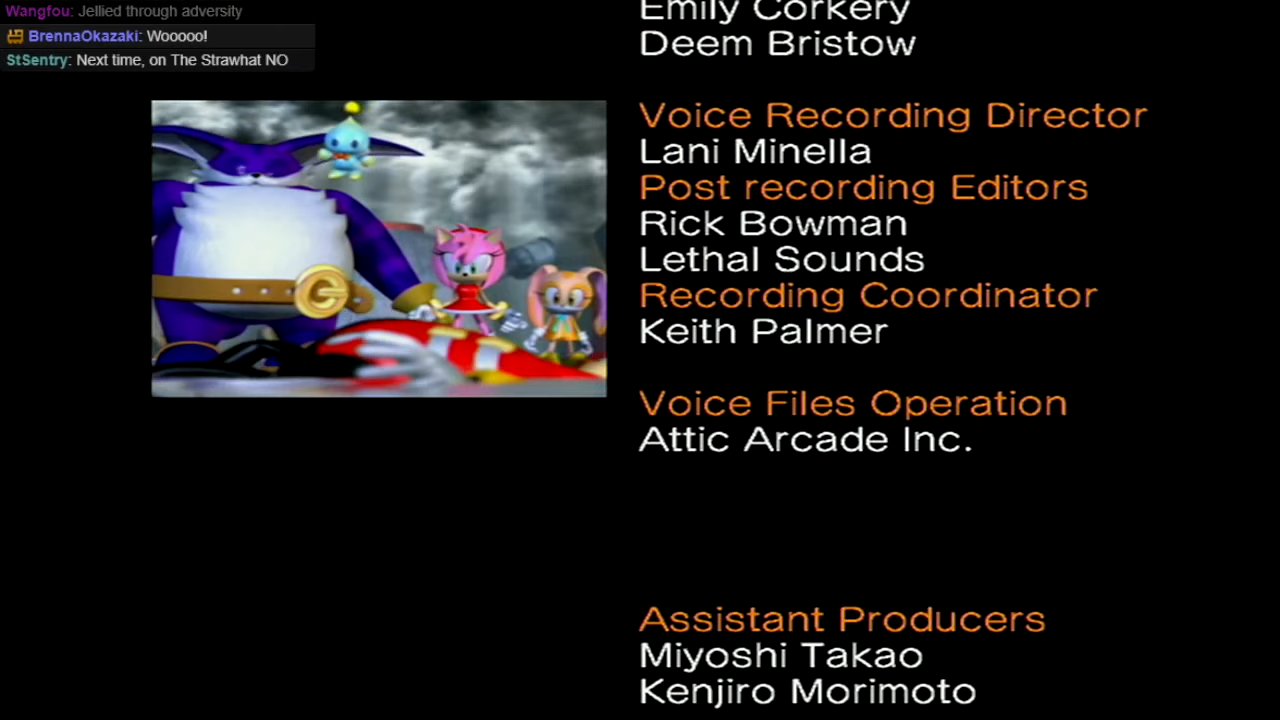 Wangfou: Jellied through adversity
BrennaOkazaki: Wooooo!
StSentry: Next time, on The Strawhat NO
Emily Corkery
Deem Bristow
Voice Recording Director
Lani Minella
Post recording Editors
Rick Bowman
Lethal Sounds
Recording Coordinator
Keith Palmer
Voice Files Operation
Attic Arcade Inc.
Assistant Producers
Miyoshi Takao
Kenjiro Morimoto